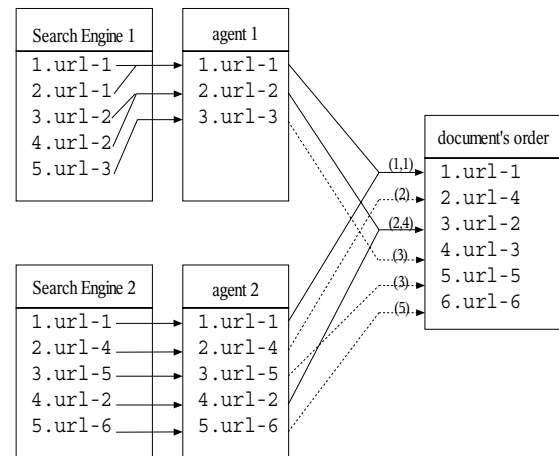 Search Engine 1
1.url-1
2.url-1
3.url-2
4.url-2
5.url-3
agent 1
1.url-1
2.url-2
3.url-3
Search Engine 2
1.url-1
2.url-4
3.url-5
4.url-2
5.url-6
agent 2
1.url-1
2.url-4
3.url-5
4.url-2
5.url-6
(1,1)
(2)
(2,4)
(3)
(3)
(5)
document's order
1.url-1
2.url-4
3.url-2
4.url-3
5.url-5
6.url-6